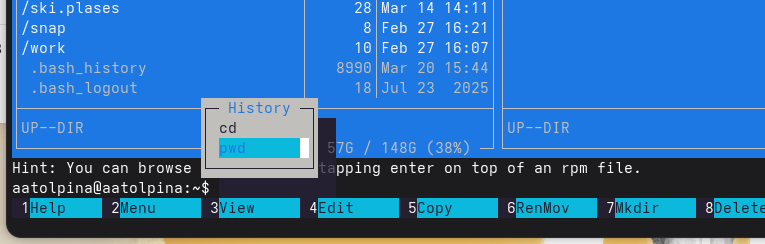 /ski.plases 28 Mar 14 14:11
/snap 8 Feb 27 16:21
/work 10 Feb 27 16:07
.bash_history 8990 Mar 20 15:44
.bash_logout 18 Jul 23 2025
History
cd
pwd
UP--DIR
57G / 148G (38%)
UP--DIR
Hint: You can browse tapping enter on top of an rpm file.
aatolpina@aatolpina:~$
1Help 2Menu 3View 4Edit 5Copy 6RenMov 7Mkdir 8Delete